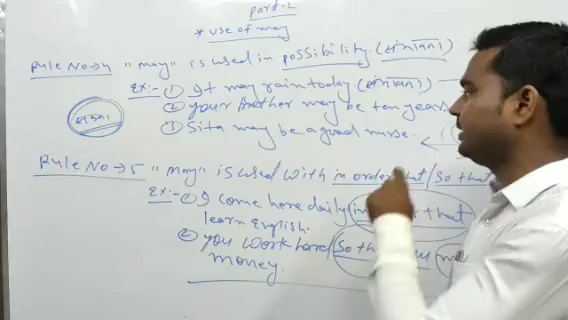 part-2
* Use of may
Rule No→4 "may" is used in possibility. (संभावना)
Ex:- ① It may rain today (संभावना)
② your brother may be ten years
③ Sita may be a good nurse.
Rule No→5 "may" is used with in order that / so that
Ex:- ① I come here daily in that
learn English.
② you work hard so
money.